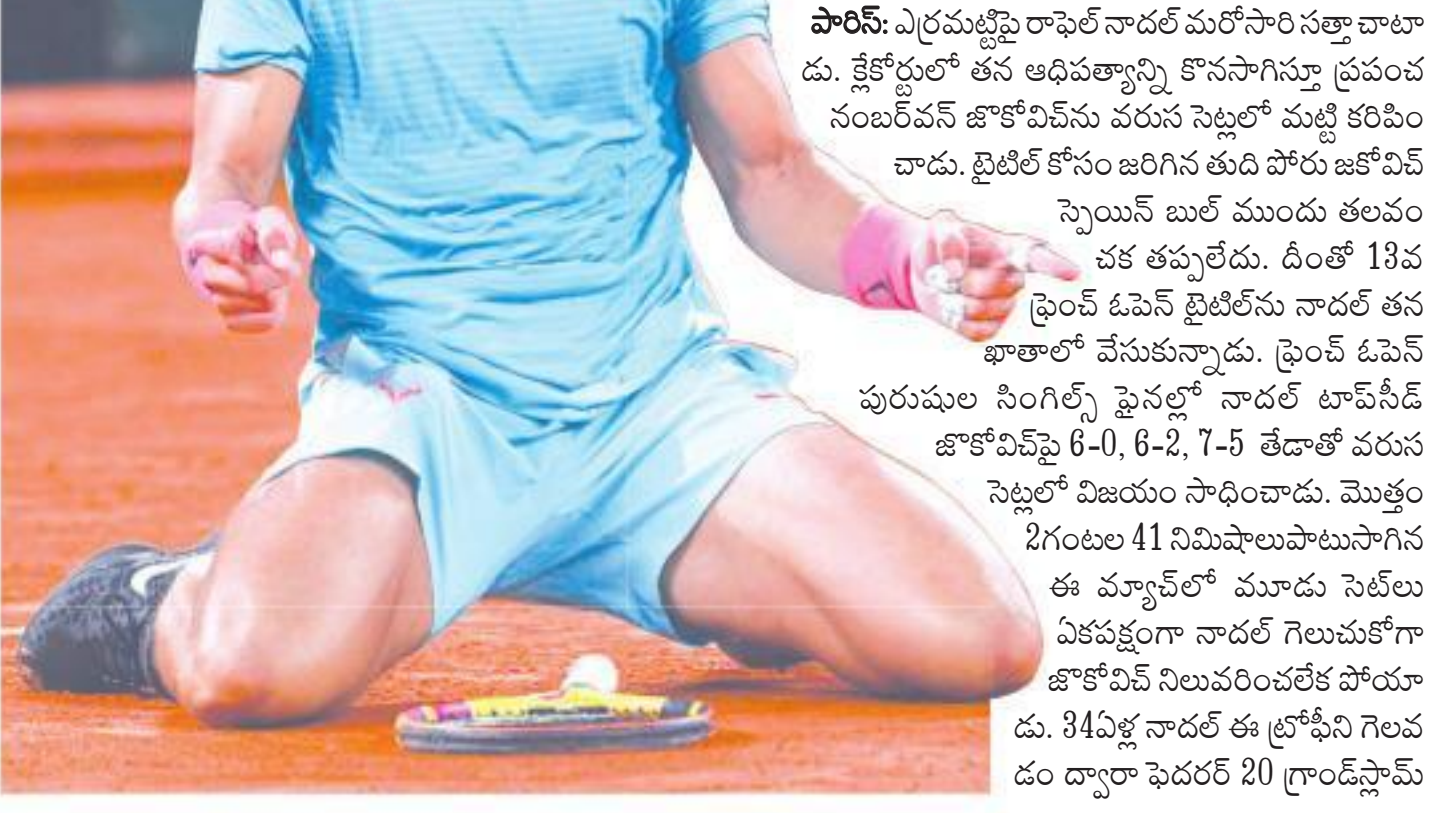 పారిస్: ఎర్రమట్టిపై రాఫెల్ నాదల్ మరోసారి సత్తా చాటా
డు. క్లేకోర్టులో తన ఆధిపత్యాన్ని కొనసాగిస్తూ ప్రపంచ
నంబర్‌వన్ జొకోవిచ్‌ను వరుస సెట్లలో మట్టి కరిపిం
చాడు. టైటిల్ కోసం జరిగిన తుది పోరు జకోవిచ్
స్పెయిన్ బుల్ ముందు తలవం
చక తప్పలేదు. దీంతో 13వ
ఫ్రెంచ్ ఓపెన్ టైటిల్‌ను నాదల్ తన
ఖాతాలో వేసుకున్నాడు. ఫ్రెంచ్ ఓపెన్
పురుషుల సింగిల్స్ ఫైనల్లో నాదల్ టాప్‌సీడ్
జొకోవిచ్‌పై 6-0, 6-2, 7-5 తేడాతో వరుస
సెట్లలో విజయం సాధించాడు. మొత్తం
2గంటల 41 నిమిషాలుపాటుసాగిన
ఈ మ్యాచ్‌లో మూడు సెట్‌లు
ఏకపక్షంగా నాదల్ గెలుచుకోగా
జొకోవిచ్ నిలువరించలేక పోయా
డు. 34ఏళ్ల నాదల్ ఈ ట్రోఫీని గెలవ
డం ద్వారా ఫెదరర్ 20 గ్రాండ్‌స్లామ్